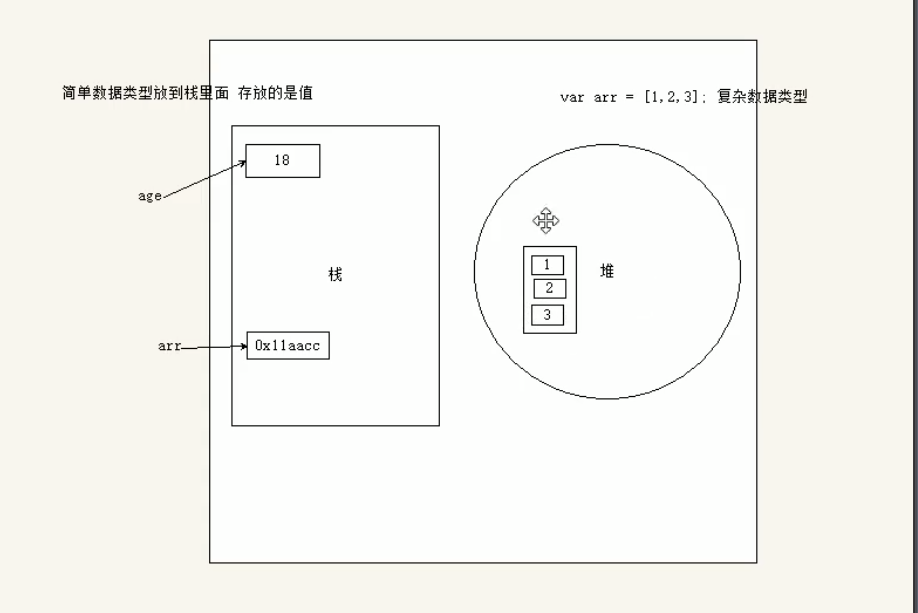 简单数据类型放到栈里面 存放的是值
var arr = [1,2,3]; 复杂数据类型
18
age
1
栈
堆
2
3
arr
0x11aacc